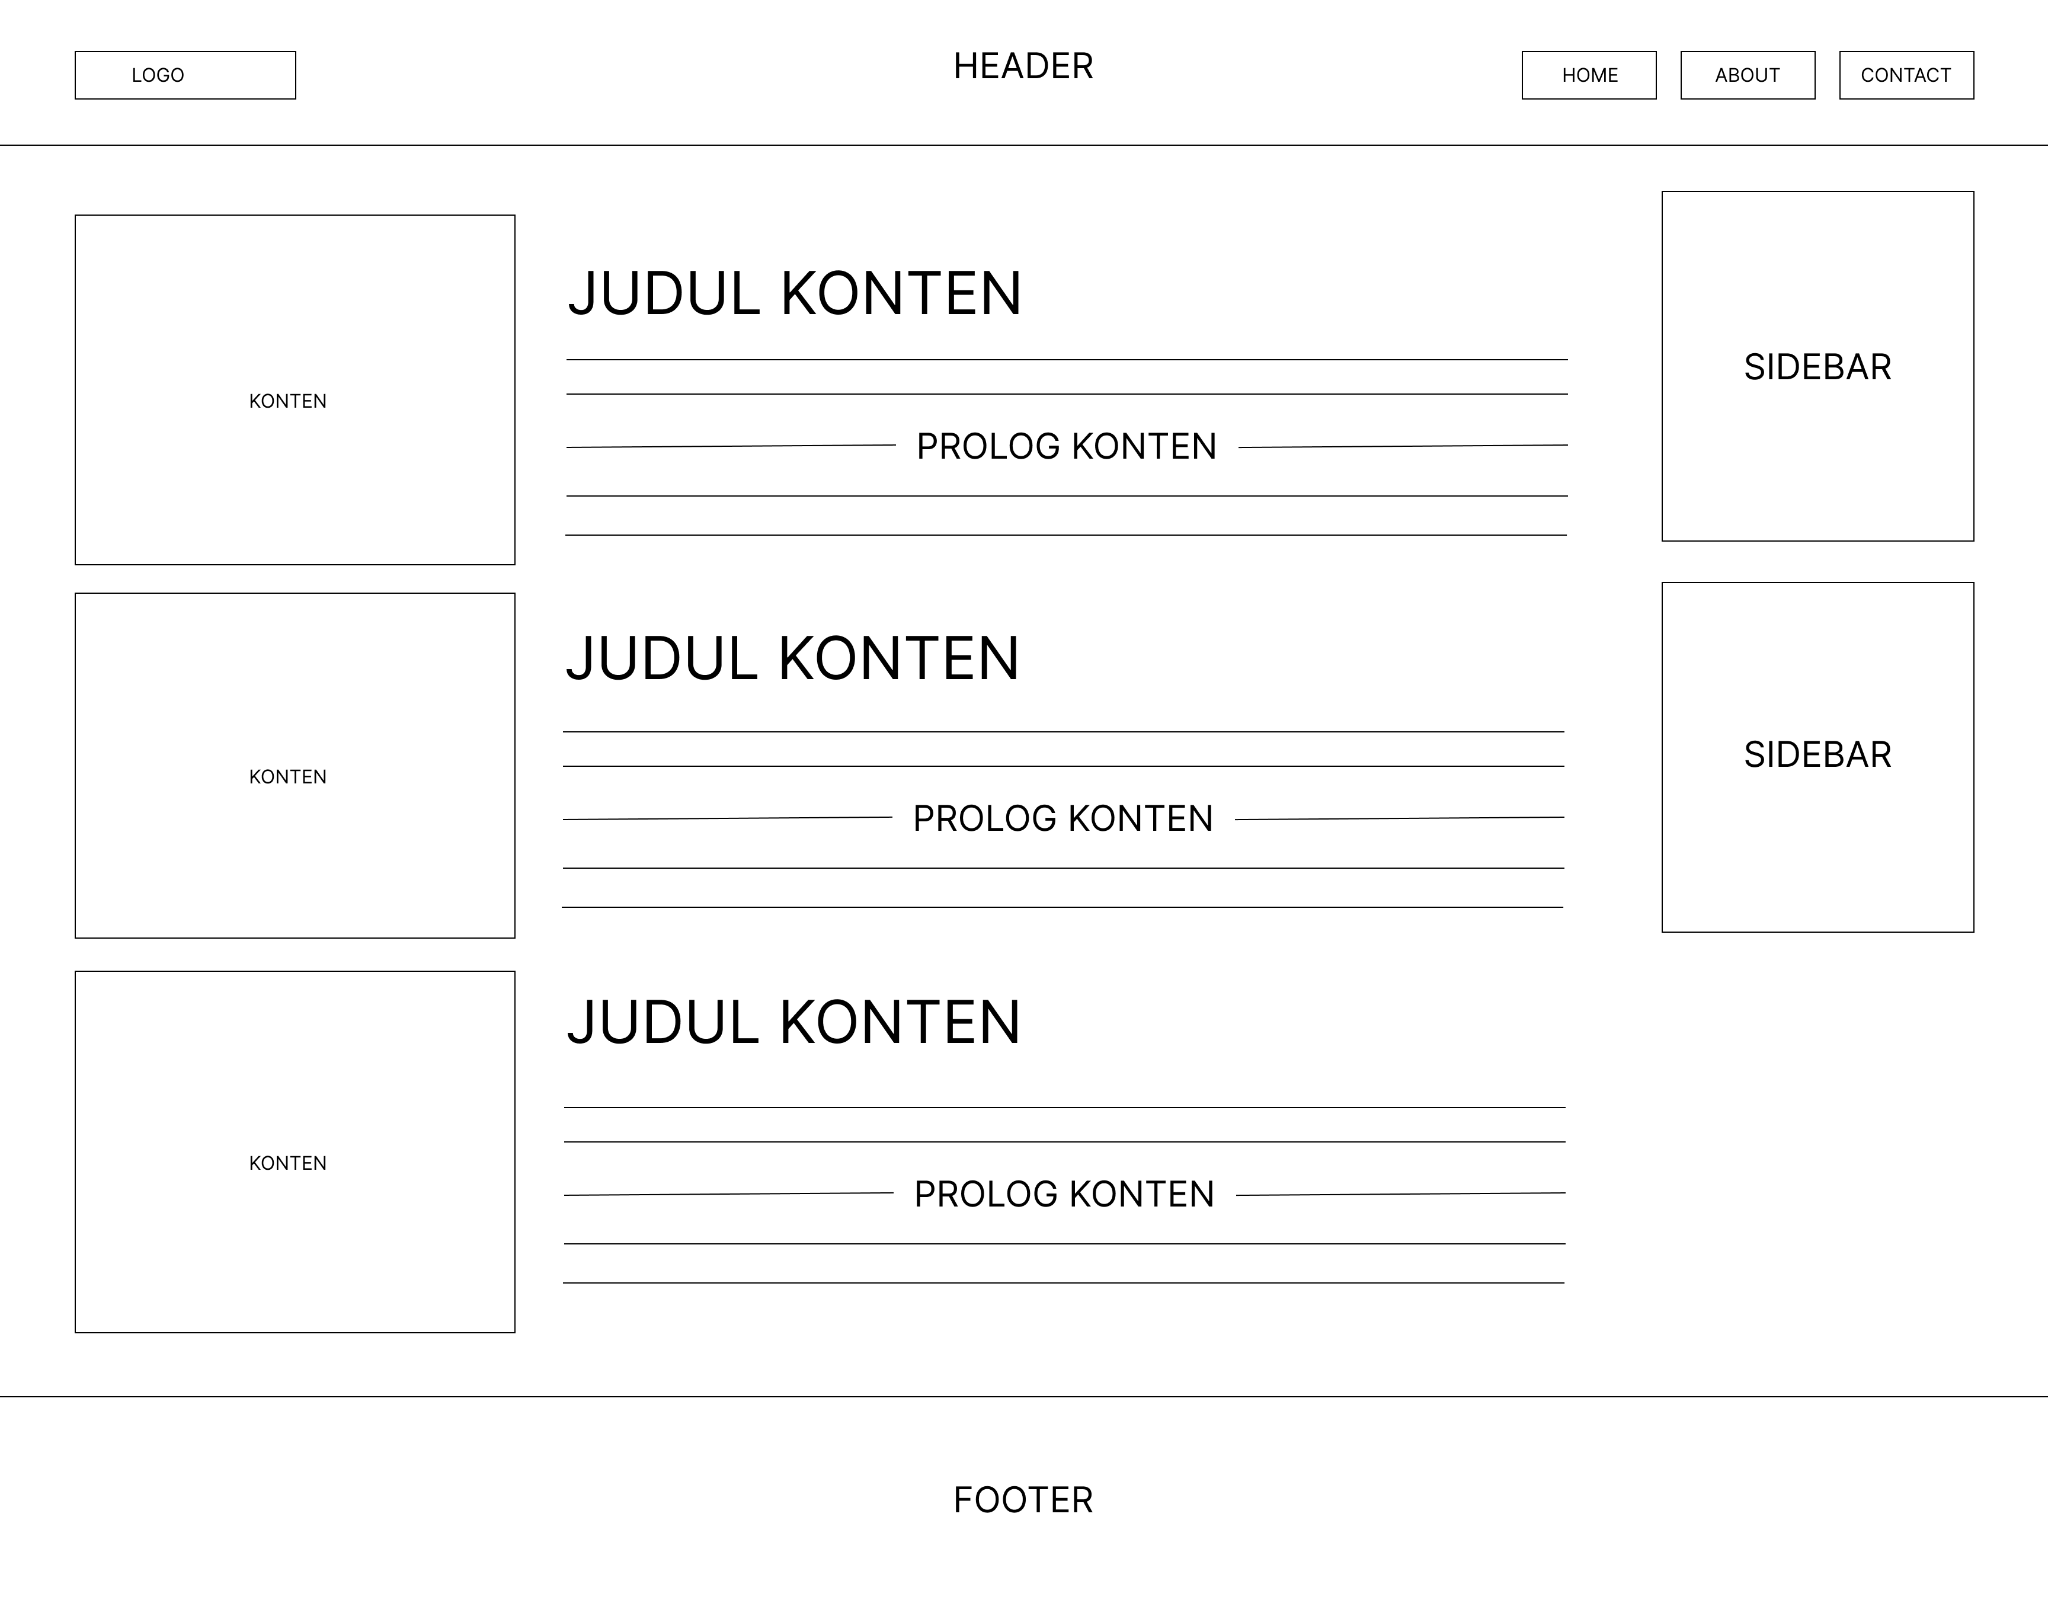 LOGO
HEADER
HOME
ABOUT
CONTACT
KONTEN
JUDUL KONTEN
PROLOG KONTEN
SIDEBAR
KONTEN
JUDUL KONTEN
PROLOG KONTEN
SIDEBAR
KONTEN
JUDUL KONTEN
PROLOG KONTEN
FOOTER